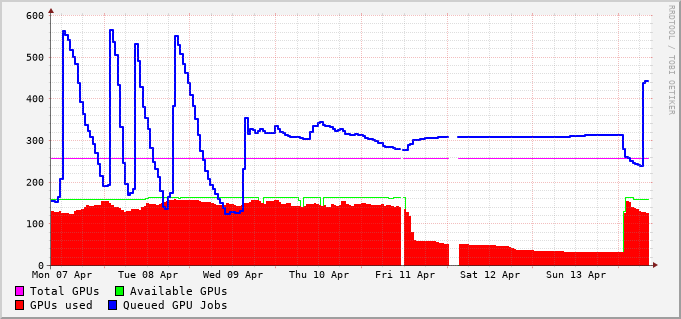 600
500
400
300
200
100
0
Mon 07 Apr Tue 08 Apr Wed 09 Apr Thu 10 Apr Fri 11 Apr Sat 12 Apr Sun 13 Apr
Total GPUs Available GPUs
GPUs used Queued GPU Jobs
RRDTOOL / TOBI OETIKER